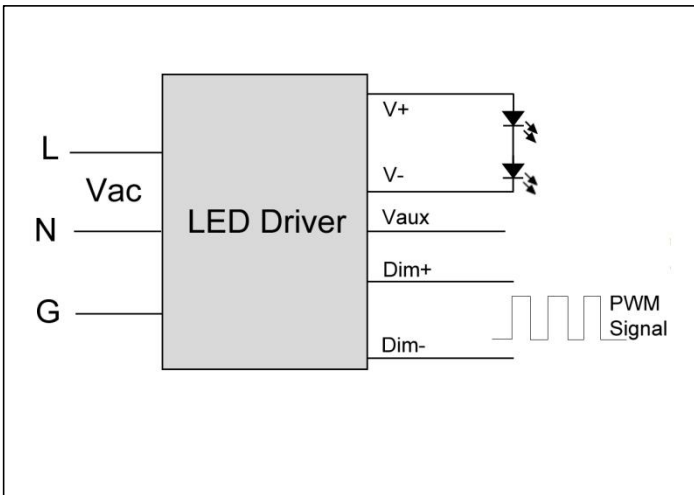 V+
L
Vac
V-
N
LED Driver
Vaux
Dim+
G
PWM
Signal
Dim-